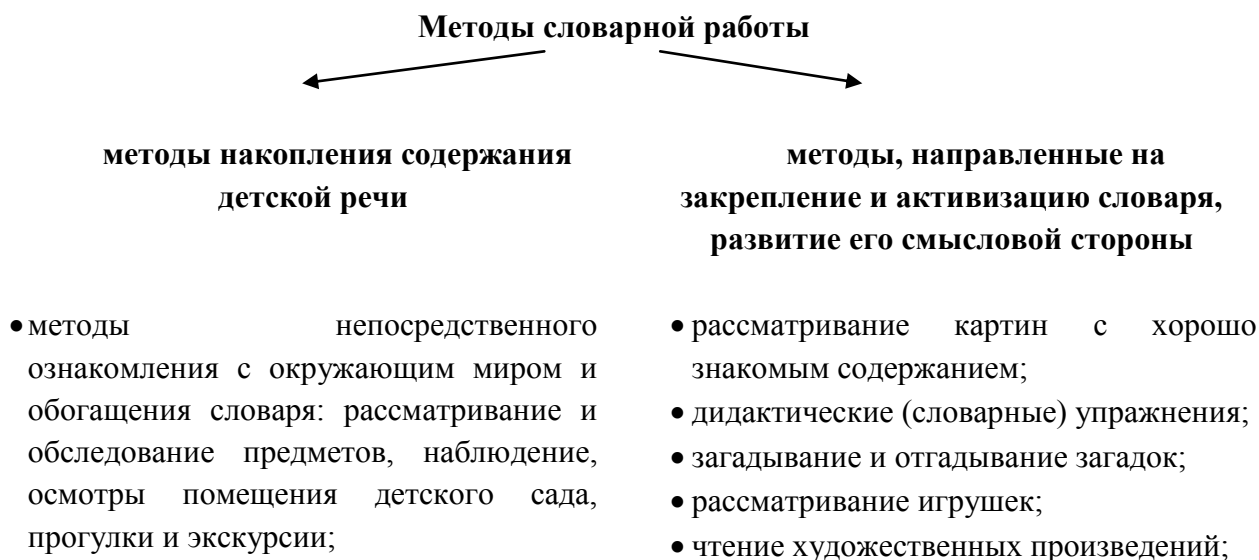 Методы словарной работы
методы накопления содержания
детской речи
• методы непосредственного
ознакомления с окружающим миром и
обогащения словаря: рассматривание и
обследование предметов, наблюдение,
осмотры помещения детского сада,
прогулки и экскурсии;
методы, направленные на
закрепление и активизацию словаря,
развитие его смысловой стороны
• рассматривание картин с хорошо
знакомым содержанием;
• дидактические (словарные) упражнения;
• загадывание и отгадывание загадок;
• рассматривание игрушек;
• чтение художественных произведений;